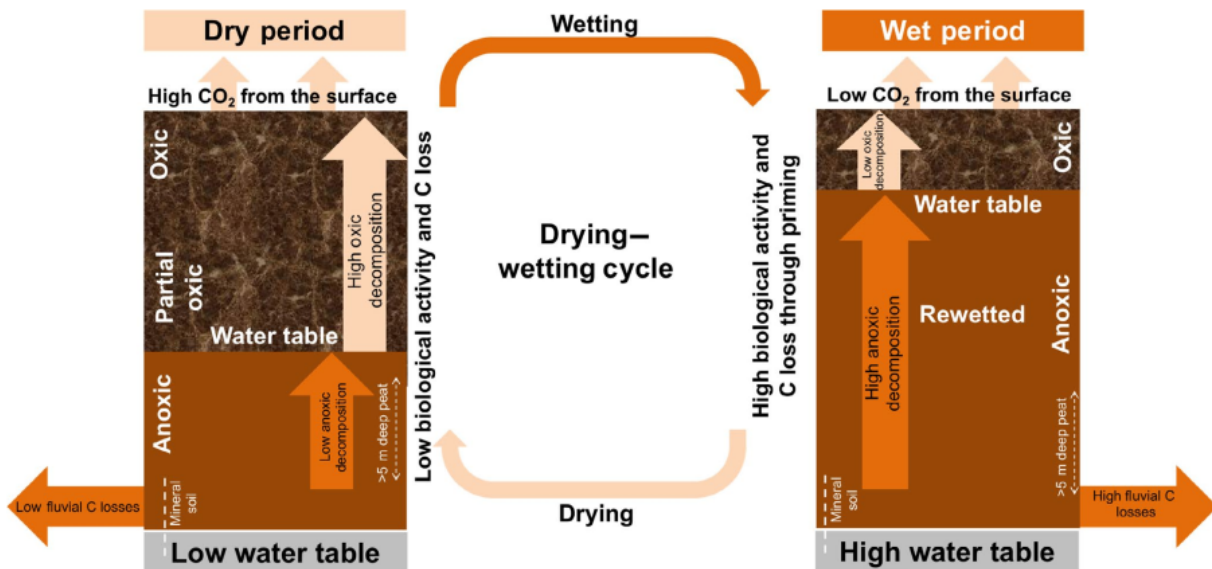 Dry period
High CO₂ from the surface
Oxic
Partial
oxic
High oxic
decomposition
Water table
Anoxic
Low anoxic
decomposition
>5 m deep peat
Mineral
soil
Low fluvial C losses
Low water table
Low biological activity and C loss
Wetting
Drying–
wetting cycle
Drying
High biological activity and
C loss through priming
Wet period
Low CO₂ from the surface
Low oxic
decomposition
Oxic
Water table
High anoxic
decomposition
Rewetted
Anoxic
>5 m deep peat
Mineral
soil
High fluvial C
losses
High water table